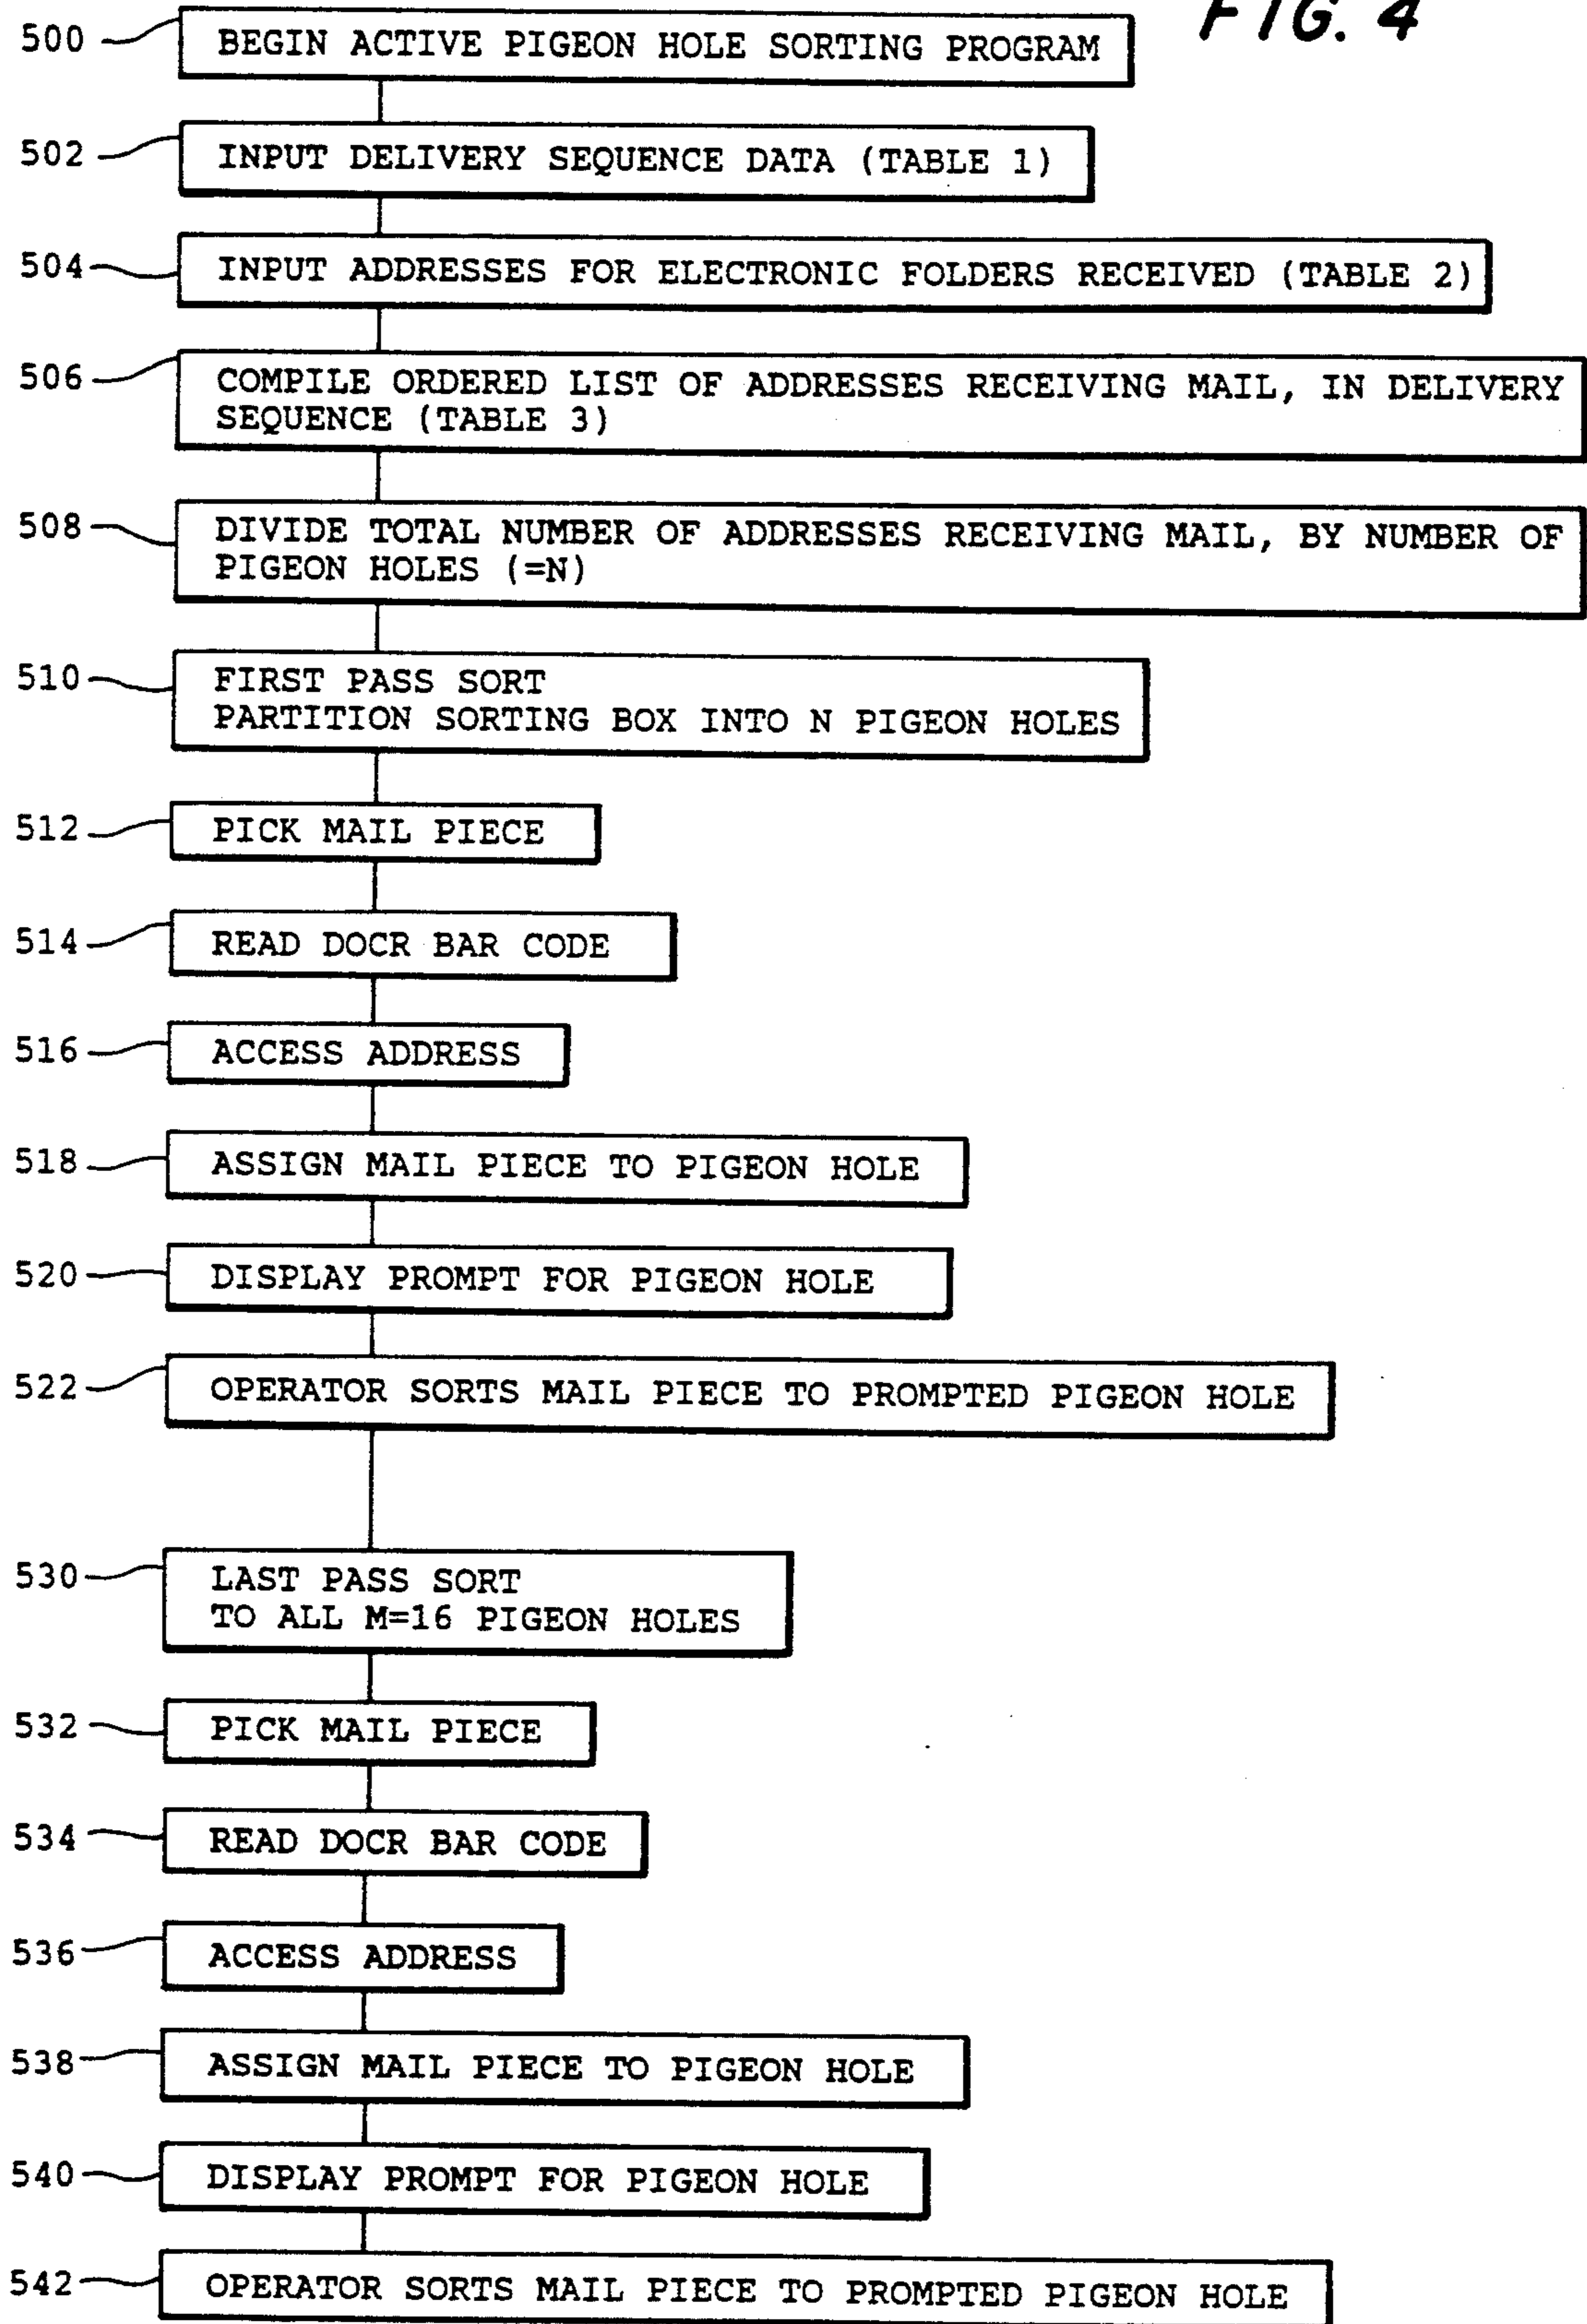 FIG. 4
500 BEGIN ACTIVE PIGEON HOLE SORTING PROGRAM
502 INPUT DELIVERY SEQUENCE DATA (TABLE 1)
504 INPUT ADDRESSES FOR ELECTRONIC FOLDERS RECEIVED (TABLE 2)
506 COMPILE ORDERED LIST OF ADDRESSES RECEIVING MAIL, IN DELIVERY
SEQUENCE (TABLE 3)
508 DIVIDE TOTAL NUMBER OF ADDRESSES RECEIVING MAIL, BY NUMBER OF
PIGEON HOLES (=N)
510 FIRST PASS SORT
PARTITION SORTING BOX INTO N PIGEON HOLES
512 PICK MAIL PIECE
514 READ DOCR BAR CODE
516 ACCESS ADDRESS
518 ASSIGN MAIL PIECE TO PIGEON HOLE
520 DISPLAY PROMPT FOR PIGEON HOLE
522 OPERATOR SORTS MAIL PIECE TO PROMPTED PIGEON HOLE
530 LAST PASS SORT
TO ALL M=16 PIGEON HOLES
532 PICK MAIL PIECE
534 READ DOCR BAR CODE
536 ACCESS ADDRESS
538 ASSIGN MAIL PIECE TO PIGEON HOLE
540 DISPLAY PROMPT FOR PIGEON HOLE
542 OPERATOR SORTS MAIL PIECE TO PROMPTED PIGEON HOLE